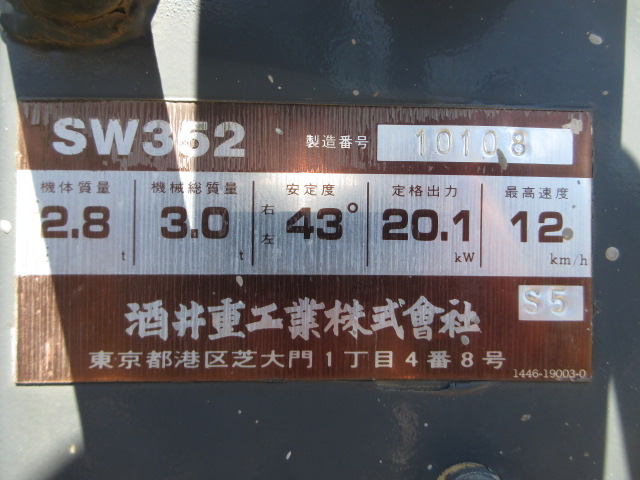 SW352 製造番号 10108
機体質量 機械総質量 安定度 定格出力 最高速度
2.8 t 3.0 t 右左 43° 20.1 kW 12 km/h
S5
酒井重工業株式會社
東京都港区芝大門1丁目4番8号
1446-19003-0